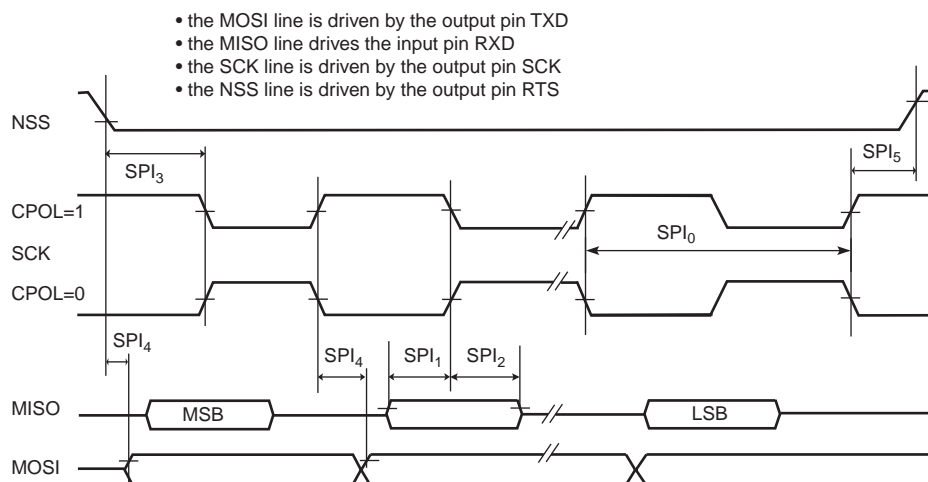 • the MOSI line is driven by the output pin TXD
• the MISO line drives the input pin RXD
• the SCK line is driven by the output pin SCK
• the NSS line is driven by the output pin RTS
NSS
SPI3
SPI5
CPOL=1
SCK
SPI0
CPOL=0
SPI4
SPI4
SPI1
SPI2
MISO
MSB
LSB
MOSI